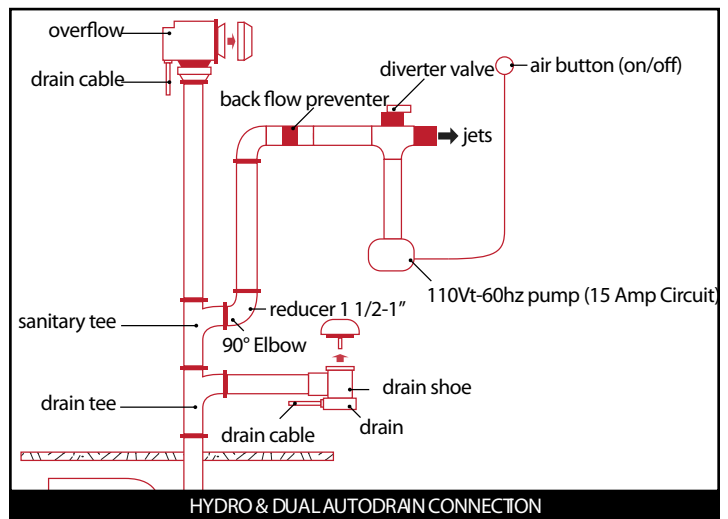 overflow
drain cable
back flow preventer
diverter valve
air button (on/off)
jets
110Vt-60hz pump (15 Amp Circuit)
sanitary tee
reducer 1 1/2-1”
90° Elbow
drain shoe
drain tee
drain cable
drain
HYDRO & DUAL AUTODRAIN CONNECTION